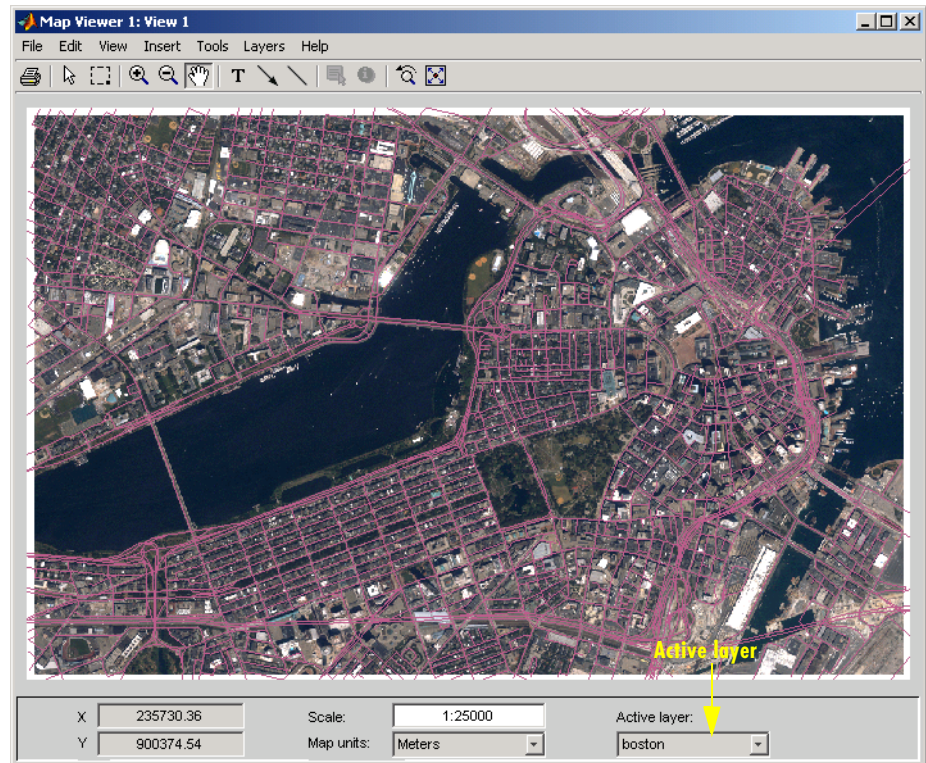 Map Viewer 1: View 1
File Edit View Insert Tools Layers Help
T
Active layer
X 235730.36 Scale: 1:25000 Active layer:
Y 900374.54 Map units: Meters boston